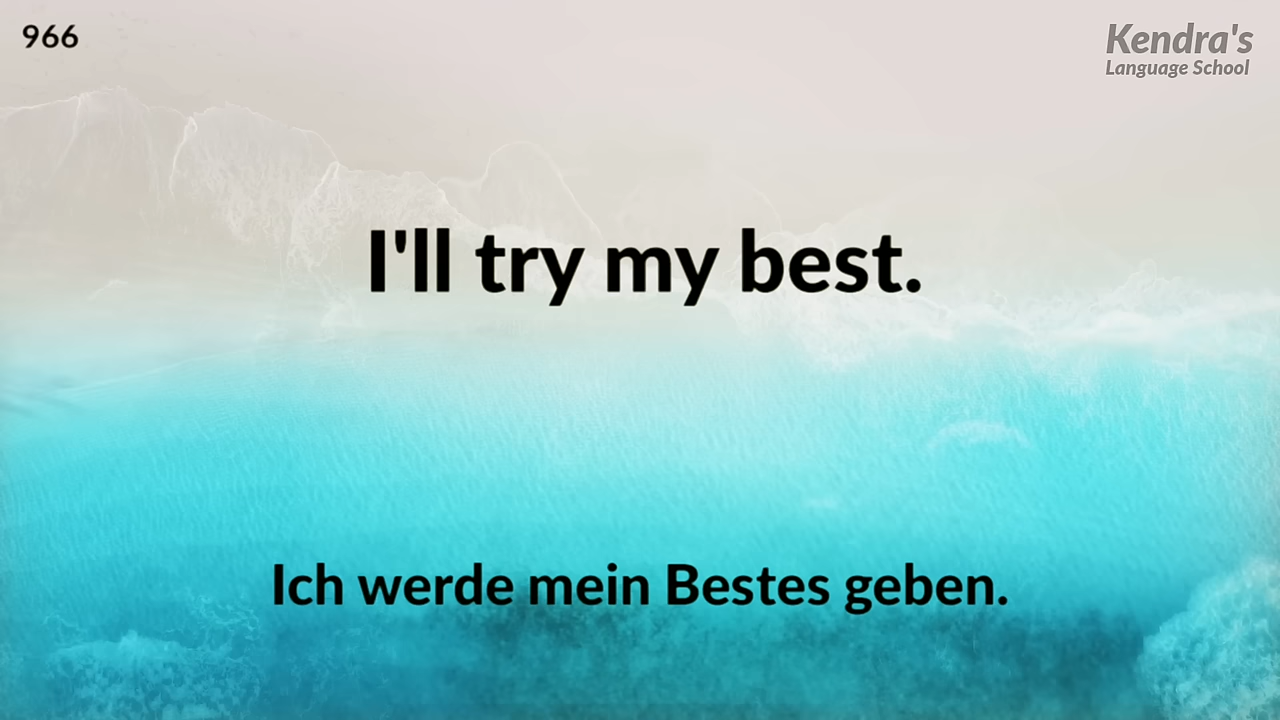 966
Kendra's
Language School
I'll try my best.
Ich werde mein Bestes geben.